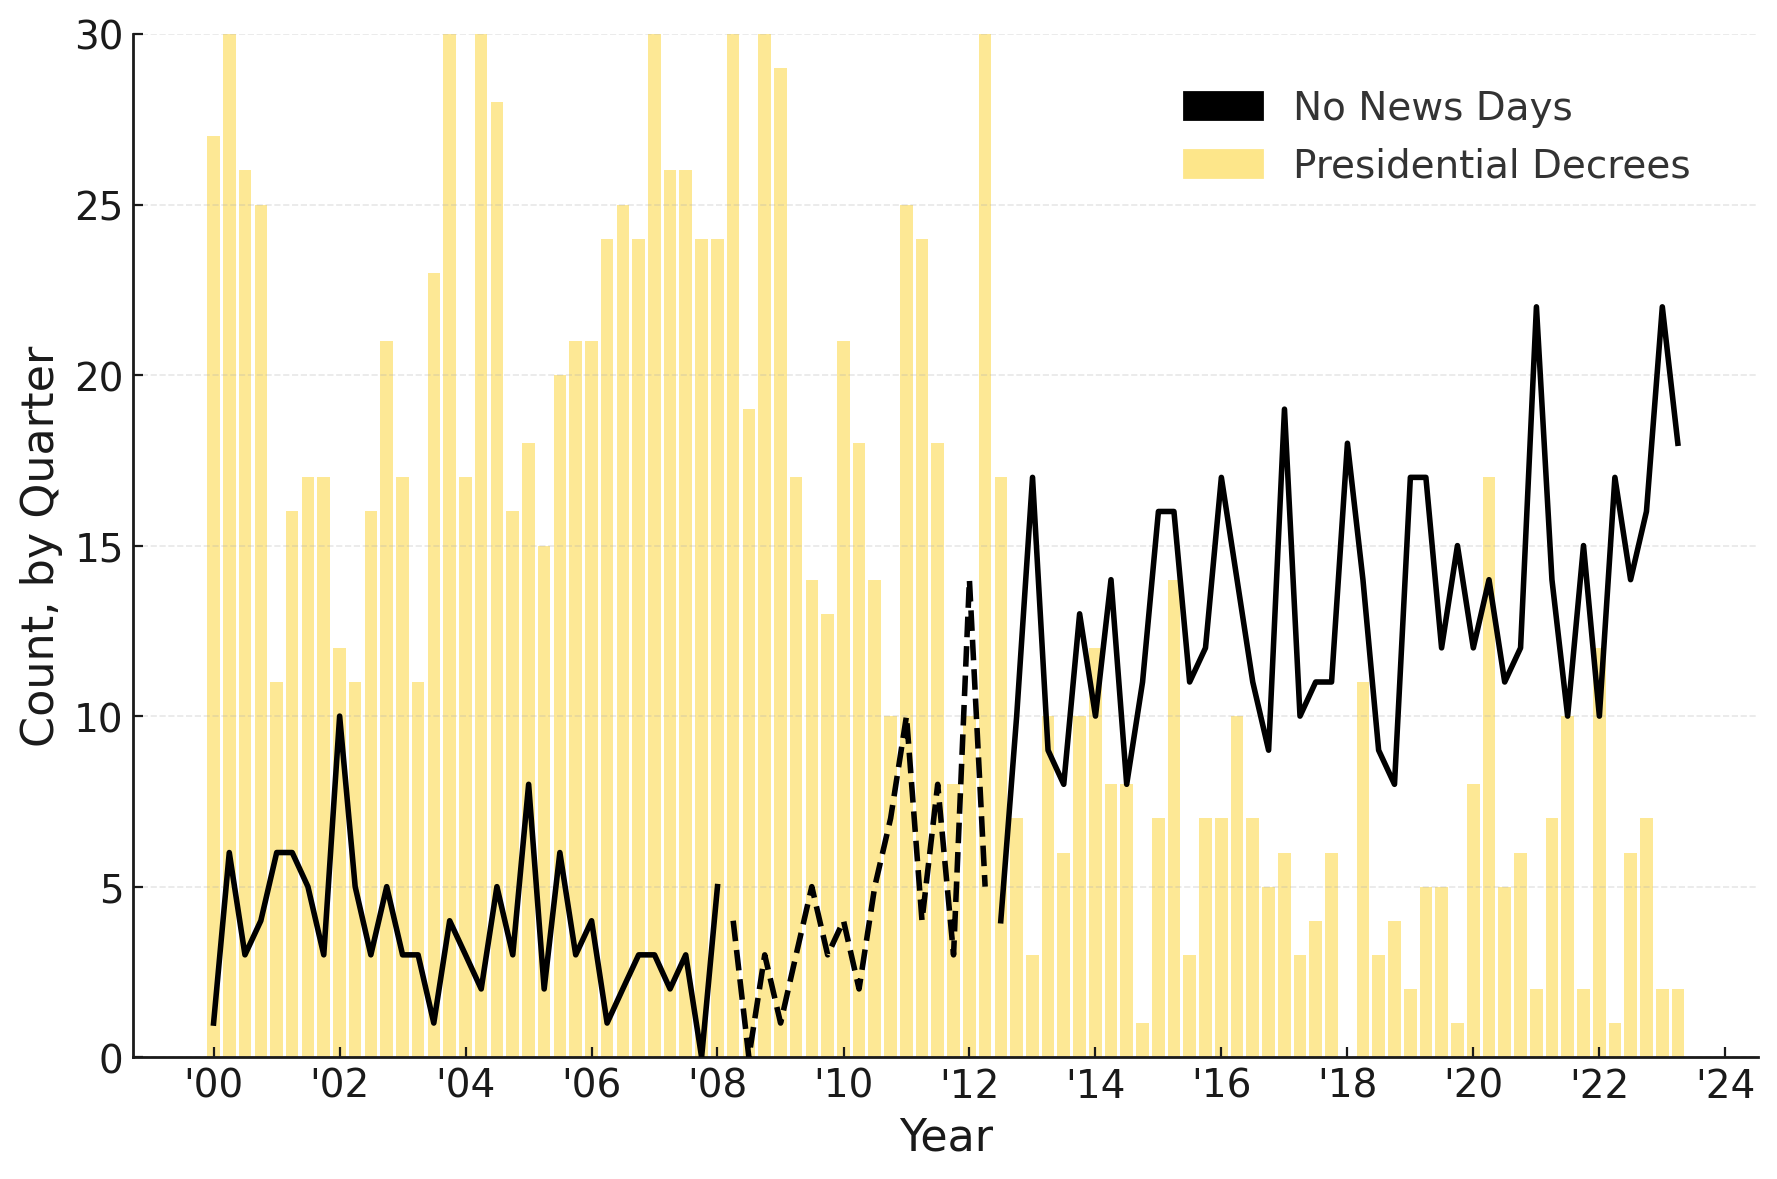 30
25
20
15
10
5
0
Count, by Quarter
No News Days
Presidential Decrees
'00 '02 '04 '06 '08 '10 '12 '14 '16 '18 '20 '22 '24
Year